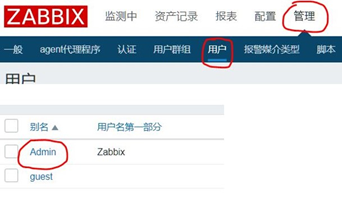 ZABBIX 监测中 资产记录 报表 配置 管理
一般 agent代理程序 认证 用户群组 用户 报警媒介类型 脚本
用户
别名 用户名第一部分
Admin Zabbix
guest